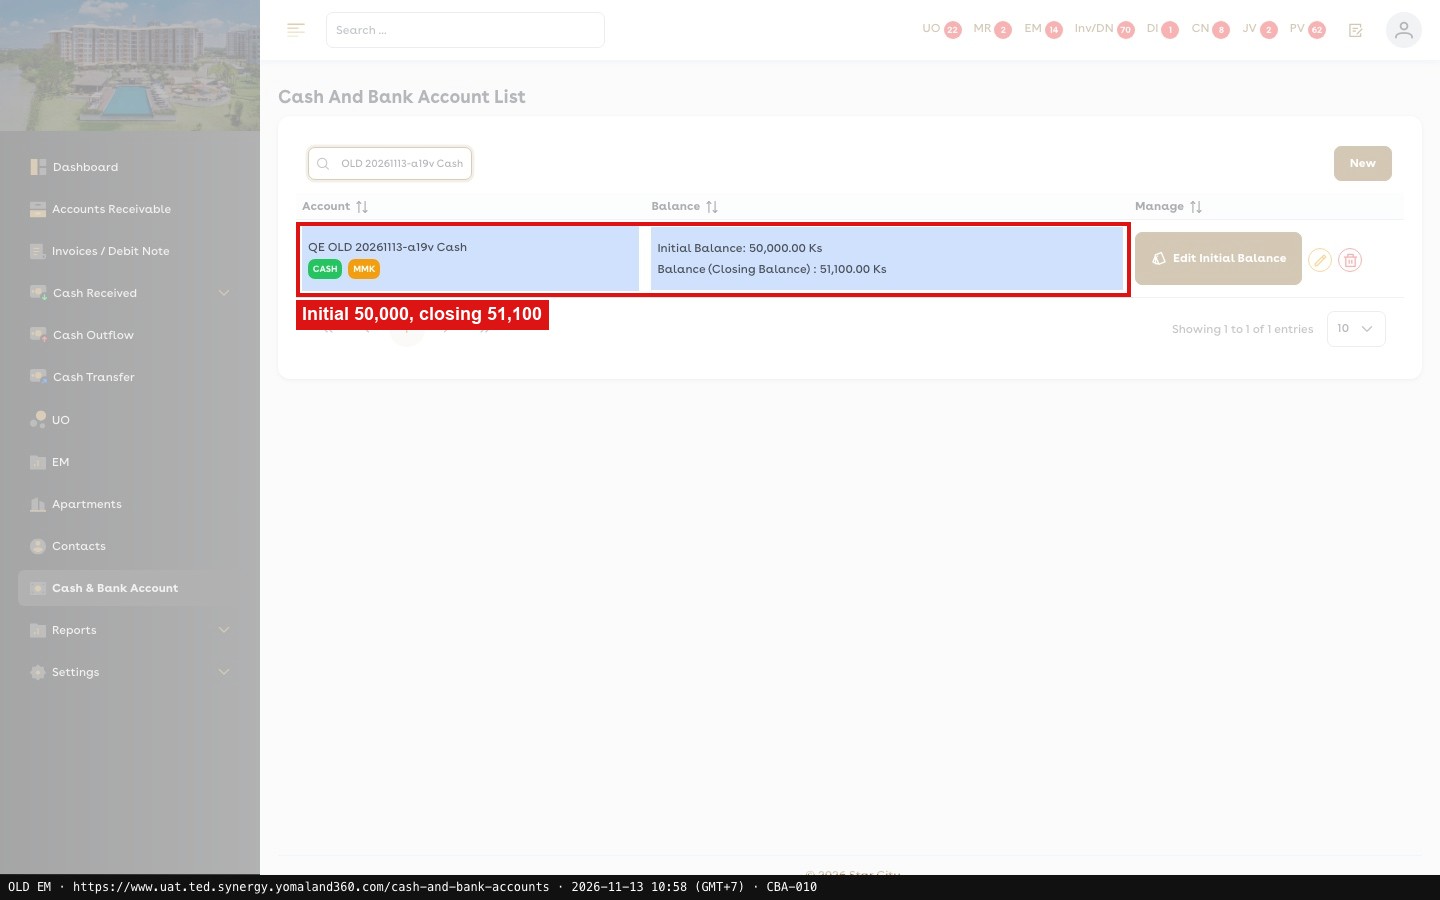 Search ...
UO 22 MR 2 EM 14 Inv/DN 70 DI 1 CN 8 JV 2 PV 62
Cash And Bank Account List
OLD 20261113-a19v Cash
New
Account Balance Manage
QE OLD 20261113-a19v Cash
CASH MMK
Initial Balance: 50,000.00 Ks
Balance (Closing Balance) : 51,100.00 Ks
Edit Initial Balance
Initial 50,000, closing 51,100
Showing 1 to 1 of 1 entries
10
Dashboard
Accounts Receivable
Invoices / Debit Note
Cash Received
Cash Outflow
Cash Transfer
UO
EM
Apartments
Contacts
Cash & Bank Account
Reports
Settings
© 2026 Star City
OLD EM · https://www.uat.ted.synergy.yomaland360.com/cash-and-bank-accounts · 2026-11-13 10:58 (GMT+7) · CBA-010